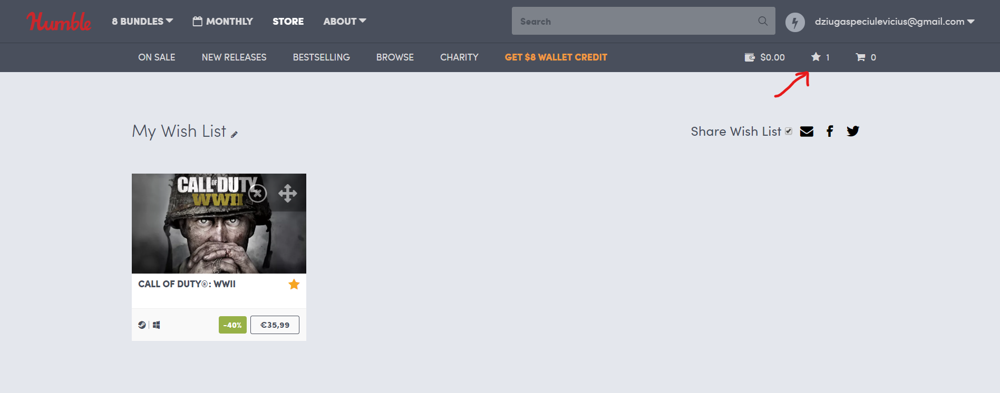 Humble 8 BUNDLES MONTHLY STORE ABOUT Search dziugaspeciulevicius@gmail.com
ON SALE NEW RELEASES BESTSELLING BROWSE CHARITY GET $8 WALLET CREDIT $0.00 1 0
My Wish List Share Wish List
CALL OF DUTY
WWII
CALL OF DUTY®: WWII
-40% €35,99